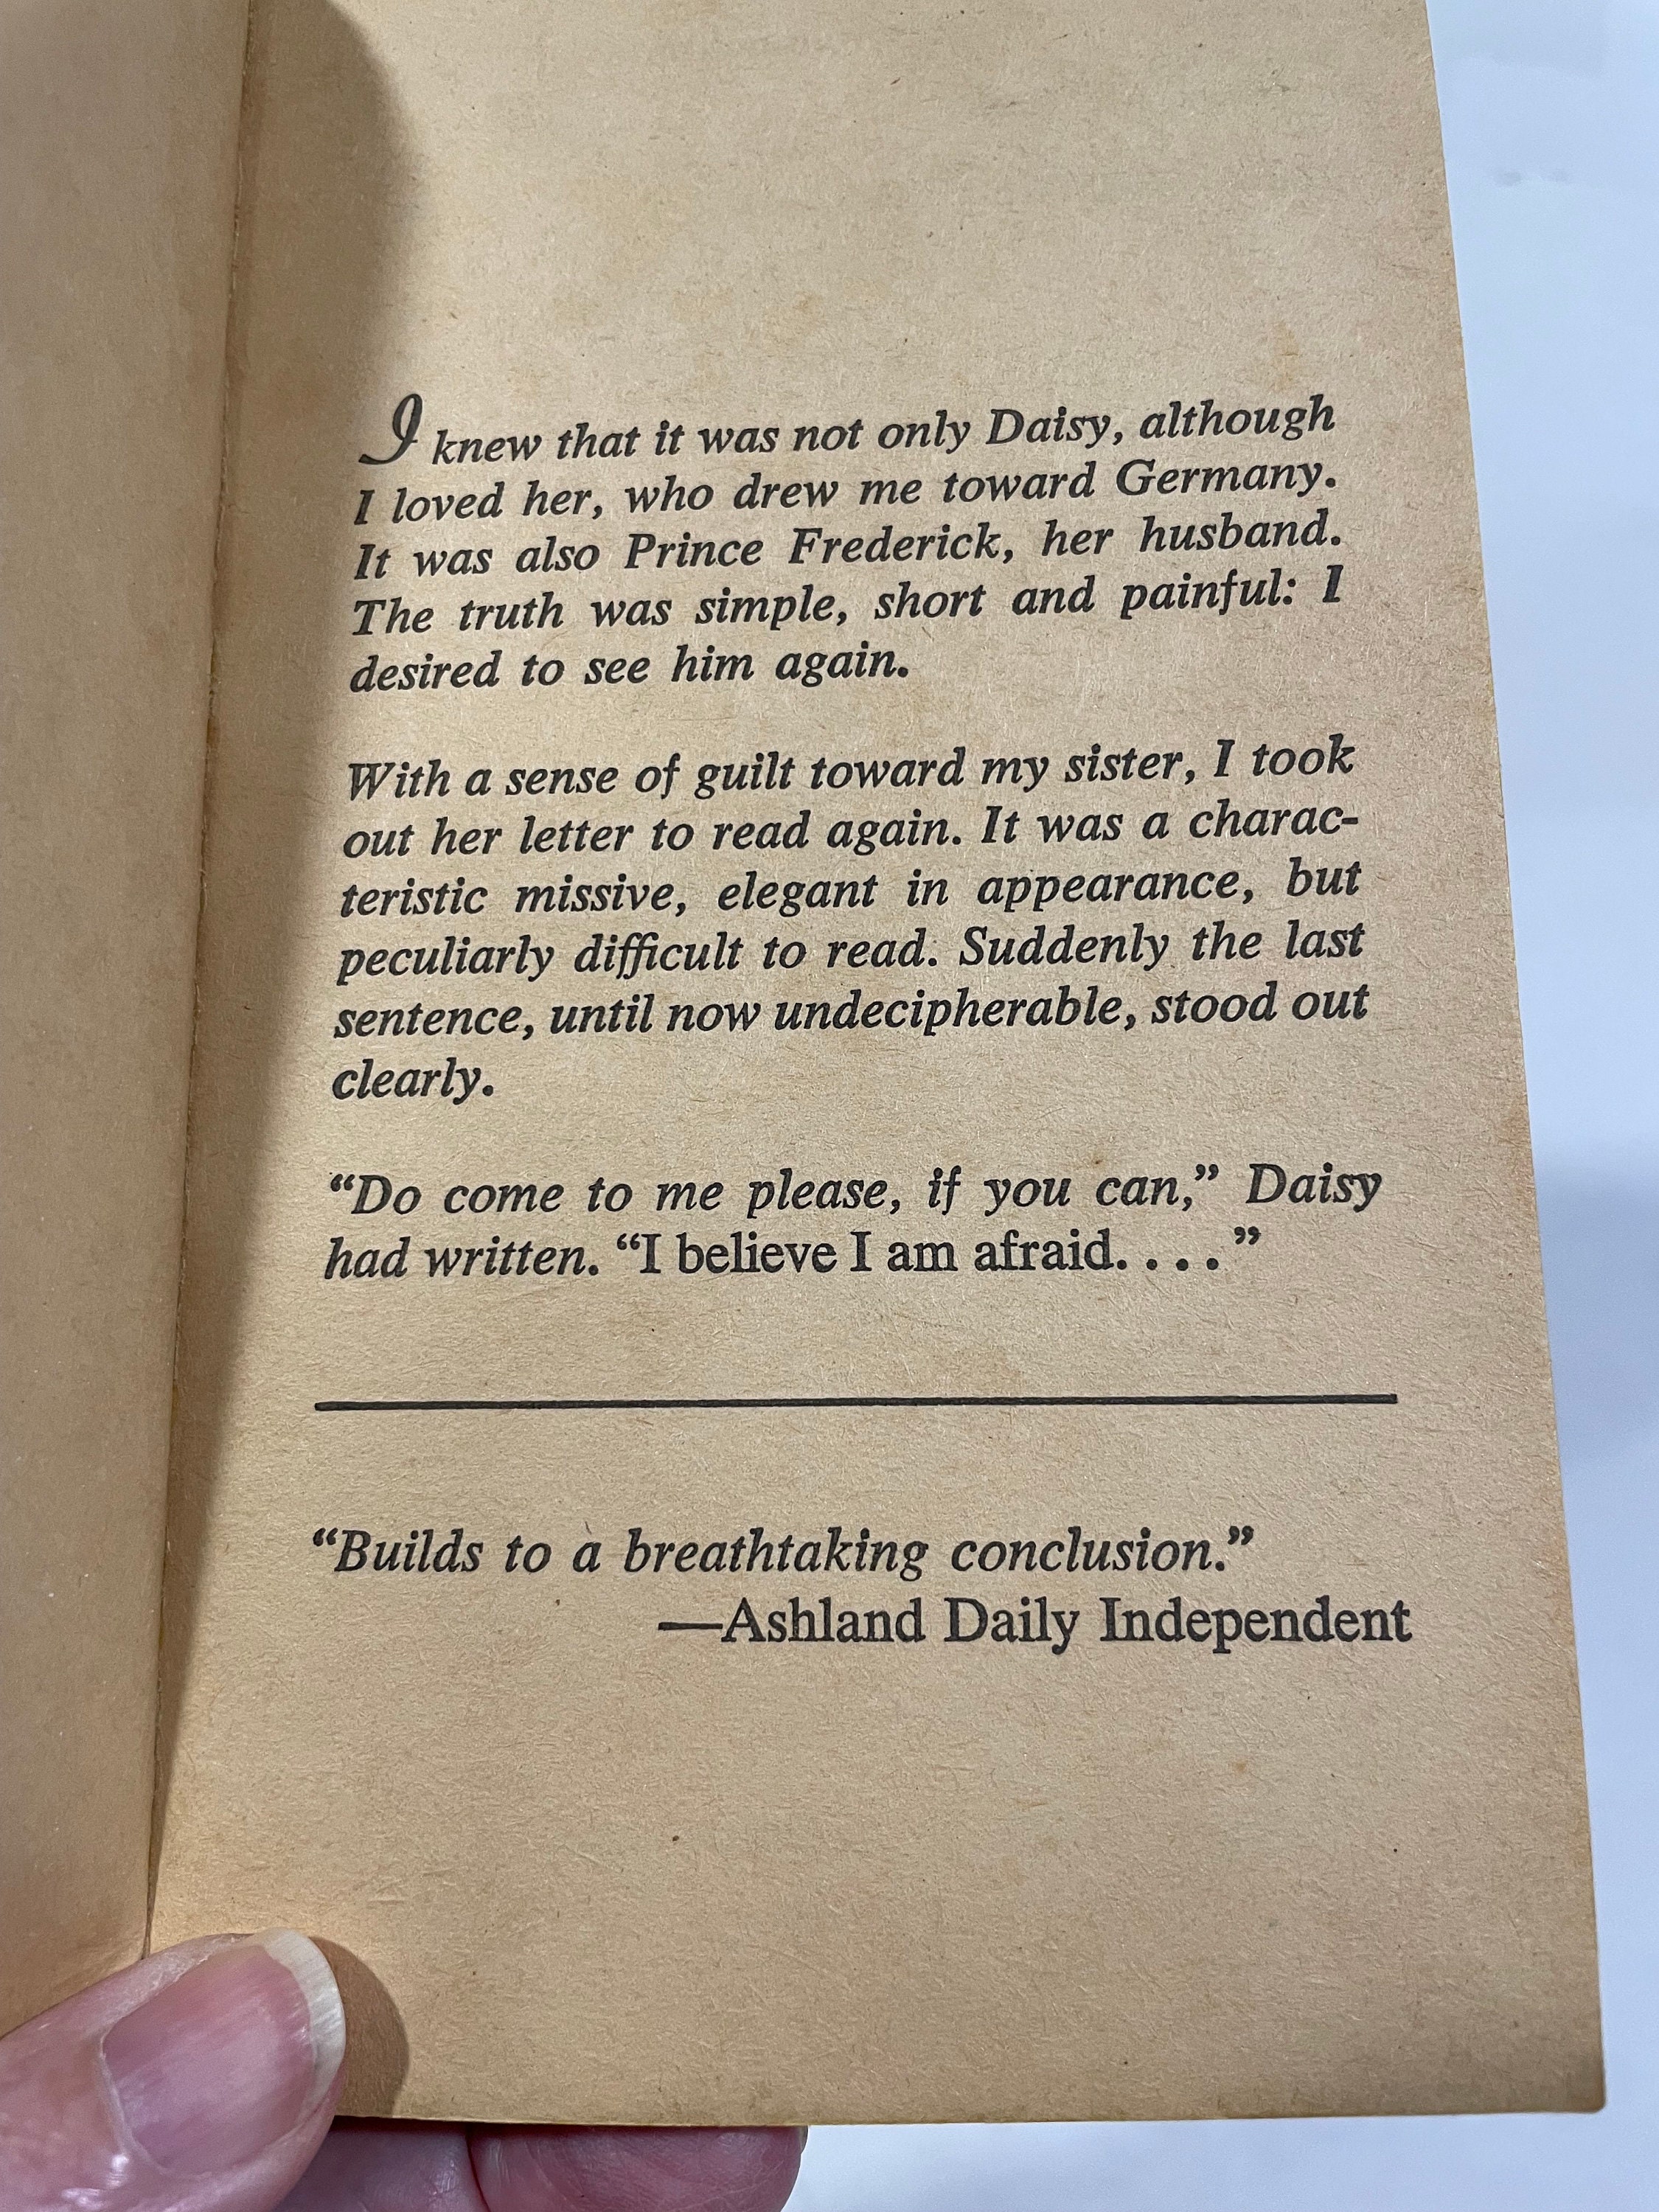 I knew that it was not only Daisy, although
I loved her, who drew me toward Germany.
It was also Prince Frederick, her husband.
The truth was simple, short and painful: I
desired to see him again.
With a sense of guilt toward my sister, I took
out her letter to read again. It was a charac-
teristic missive, elegant in appearance, but
peculiarly difficult to read. Suddenly the last
sentence, until now undecipherable, stood out
clearly.
“Do come to me please, if you can,” Daisy
had written. “I believe I am afraid. . . .”
“Builds to a breathtaking conclusion.”
—Ashland Daily Independent